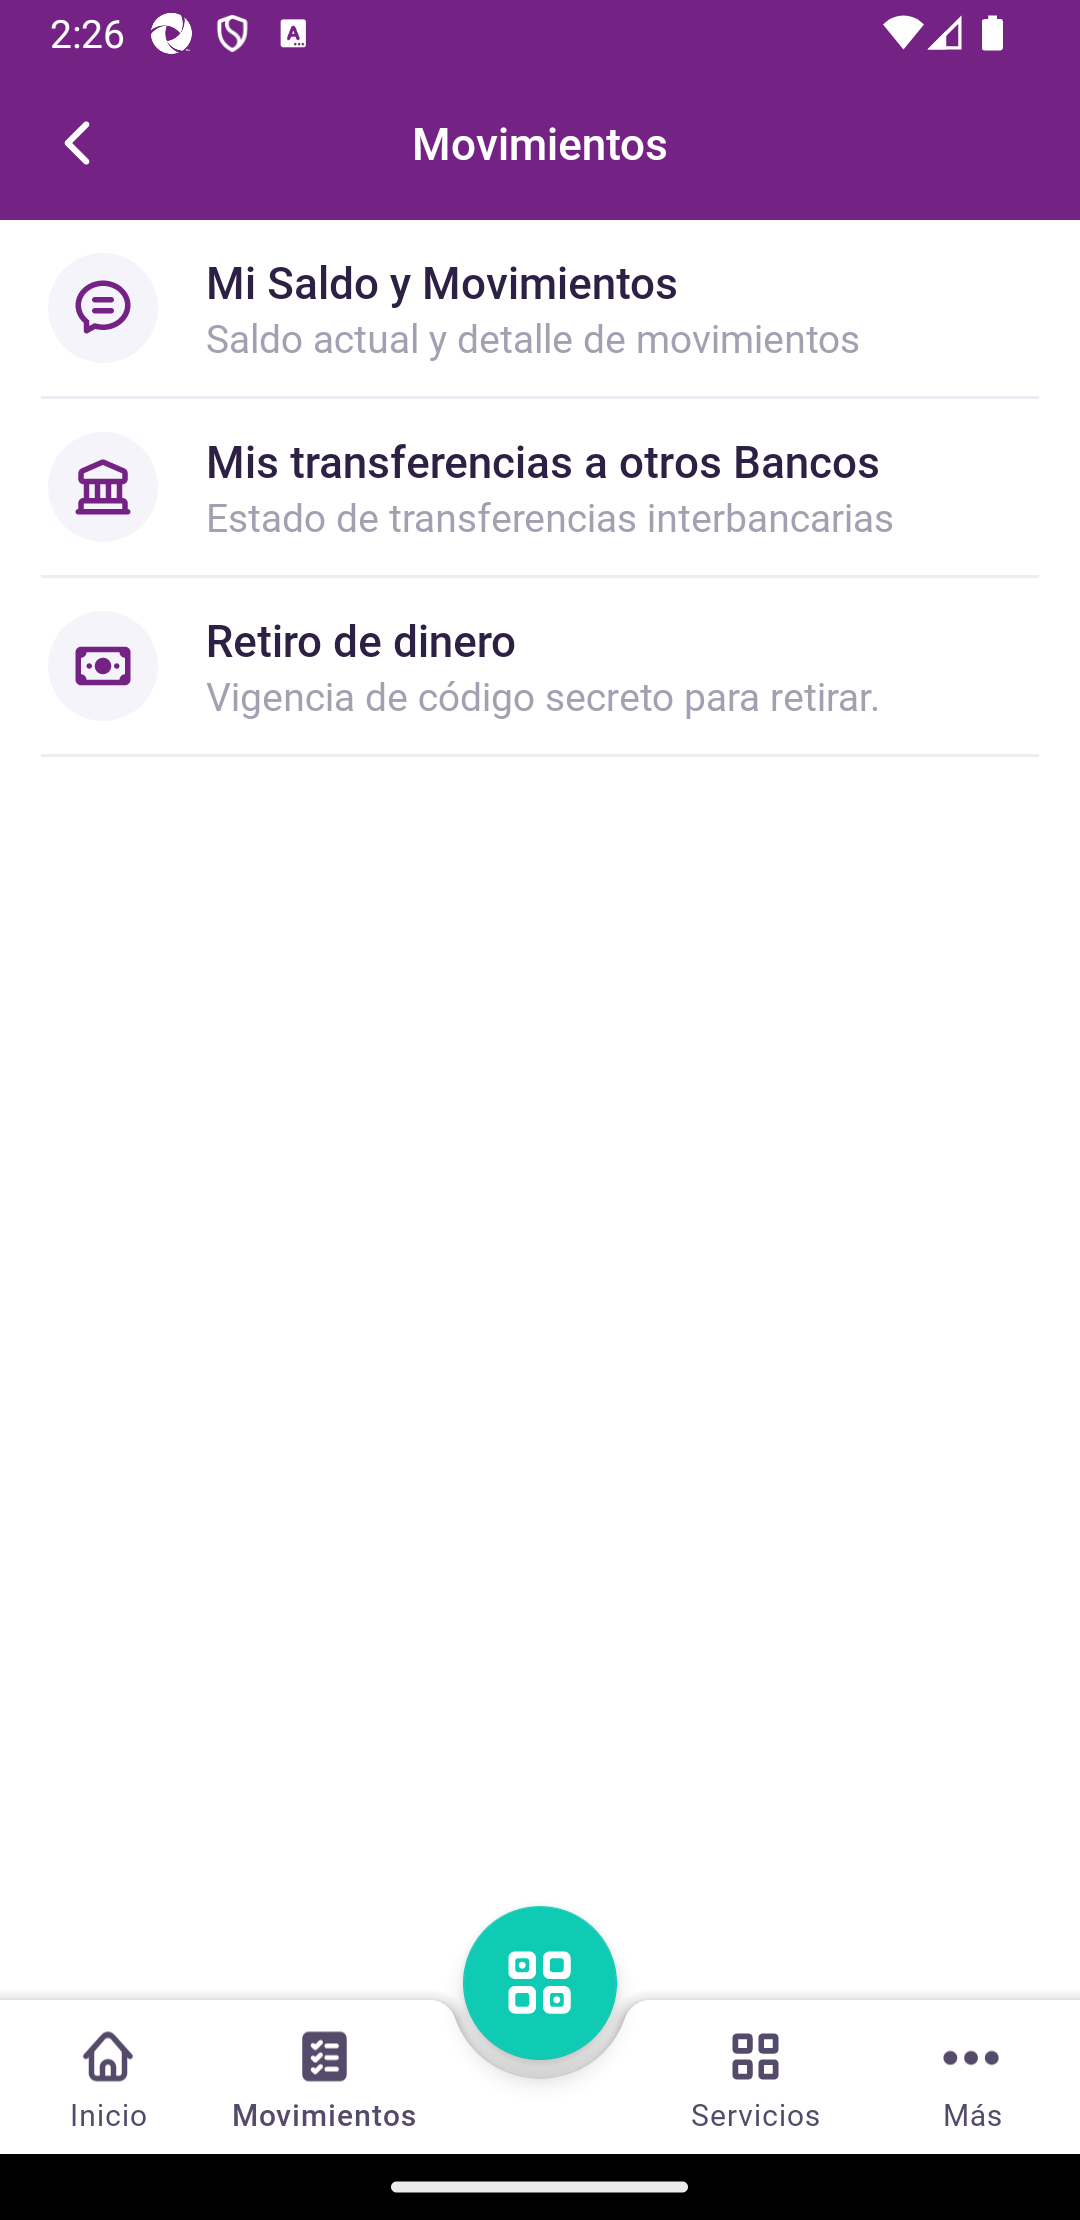 2:26
Movimientos
Mi Saldo y Movimientos
Saldo actual y detalle de movimientos
Mis transferencias a otros Bancos
Estado de transferencias interbancarias
Retiro de dinero
Vigencia de código secreto para retirar.
Inicio
Movimientos
Servicios
Más